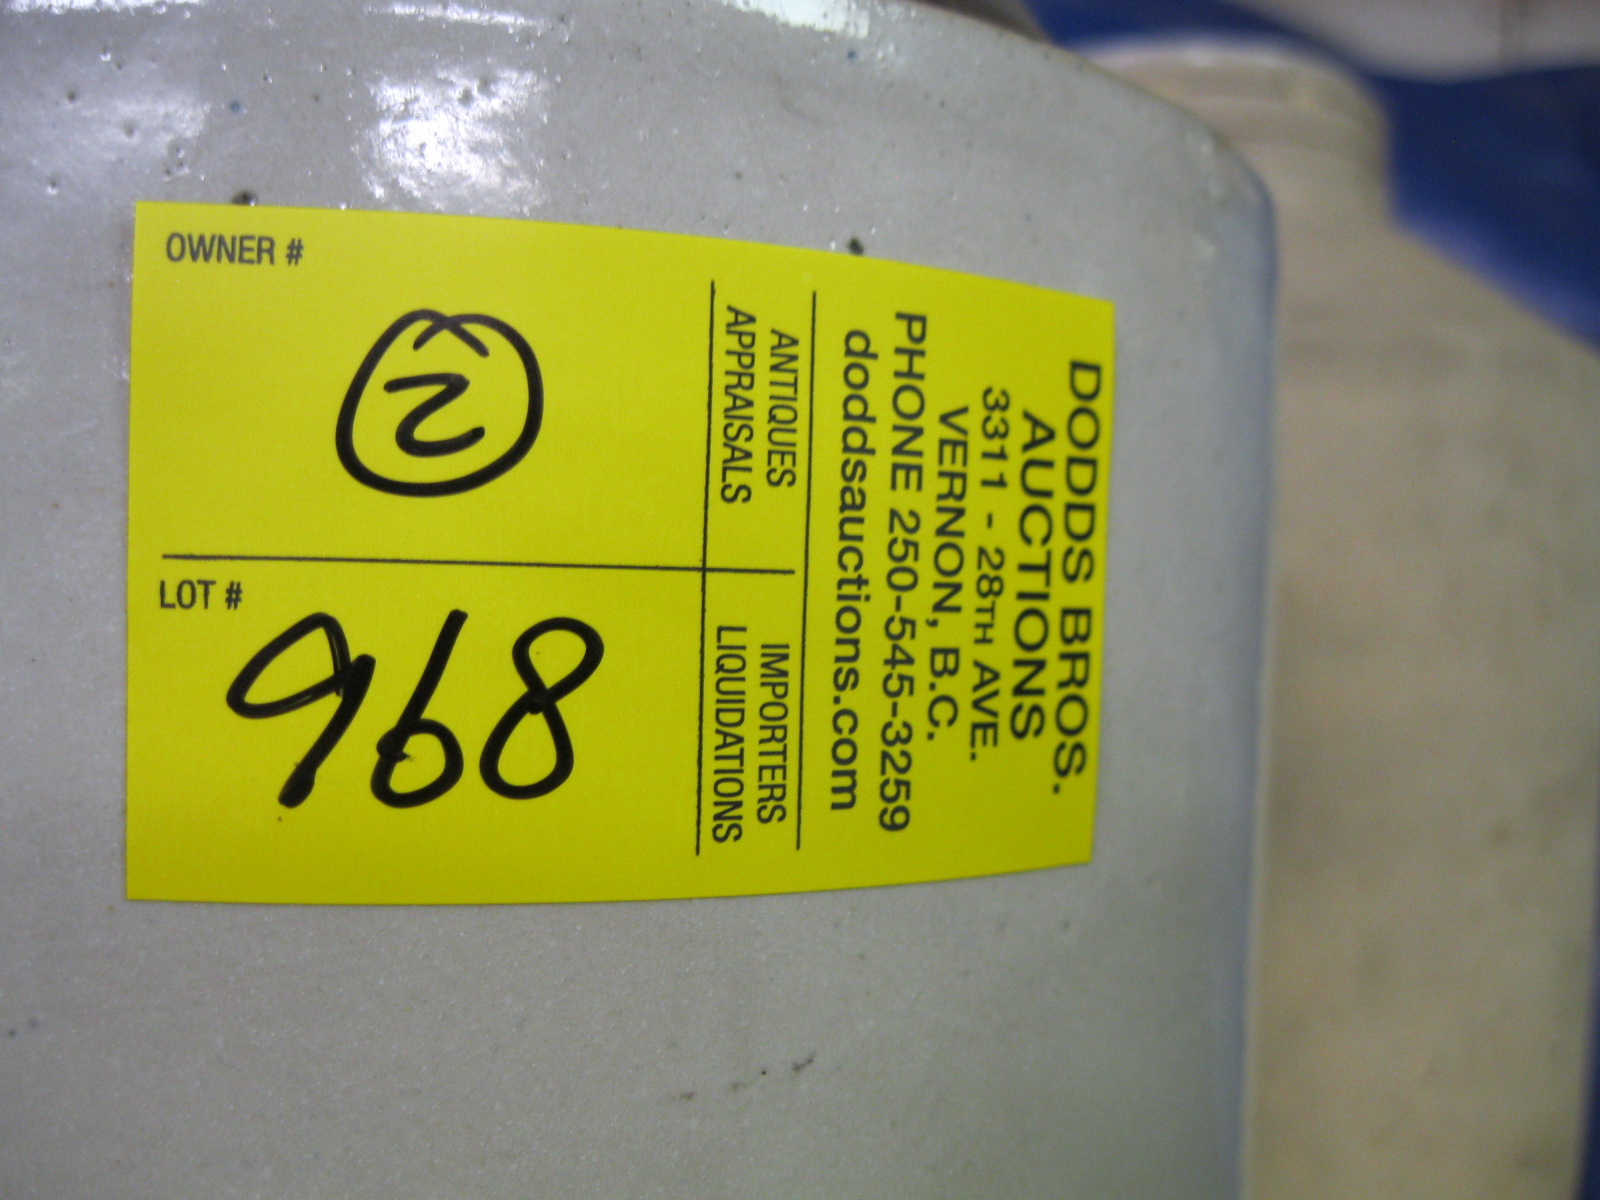 DODDS BROS.
AUCTIONS
3311 - 28TH AVE.
VERNON, B.C.
PHONE 250-545-3259
doddsauctions.com
ANTIQUES
APPRAISALS
IMPORTERS
LIQUIDATIONS
OWNER #
2
LOT #
968